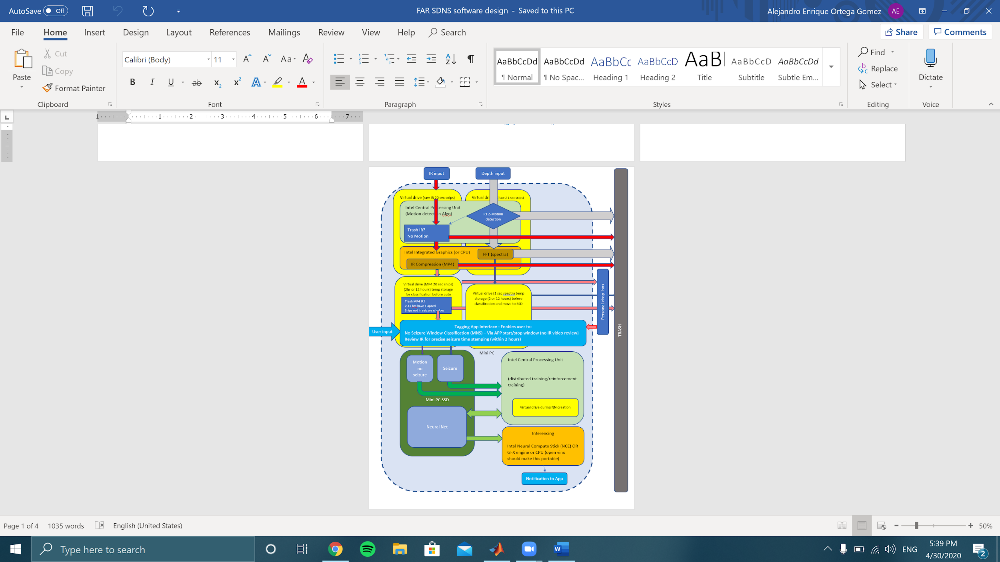 AutoSave Off
FAR SDNS software design - Saved to this PC
Alejandro Enrique Ortega Gomez AE
File Home Insert Design Layout References Mailings Review View Help Search
Share Comments
Paste
Cut
Copy
Format Painter
Clipboard
Calibri (Body) 11
Font
Paragraph
AaBbCcDd AaBbCcDd AaBbCc AaBbCcD AaB AaBbCcD AaBbCcDd
¶ Normal ¶ No Spac... Heading 1 Heading 2 Title Subtitle Subtle Em...
Styles
Find
Replace
Select
Editing
Dictate
Voice
1 1 2 3 4 5 6 7
IR input
Depth input
Virtual drive (raw IR 20 sec snips)
Virtual dri (Raw Z 1 sec snips)
Intel Central Pr cessing Unit
(Motion detec n Algo)
RT Z-Motion
detection
Trash IR?
No Motion
Intel Integrated Graphics (or CPU)
FFT (spectra)
IR Compression (MP4)
Virtual drive (MP4 20 sec snips)
(2hr or 12 hours) temp storage
for classification before auto
Trash MP4 IR?
2-12 hrs have elapsed
Snips not in seizure window
Virtual drive (1 sec spectra temp
storage (2 or 12 hours) before
classification and move to SSD
Personal drop box
TRASH
User input
Tagging App Interface - Enables user to:
No Seizure Window Classification (MNS) – Via APP start/stop window (no IR video review)
Review IR for precise seizure time stamping (within 2 hours)
Mini PC
Motion
no
seizure
Seizure
Mini PC SSD
Neural Net
Intel Central Processing Unit
(distributed training/reinforcement
training)
Virtual drive during NN creation
Inferencing
Intel Neural Compute Stick (NCE) OR
GFX engine or CPU (open vino
should make this portable)
Notification to App
Page 1 of 4 1035 words English (United States)
50%
Type here to search
ENG
5:39 PM
4/30/2020
2